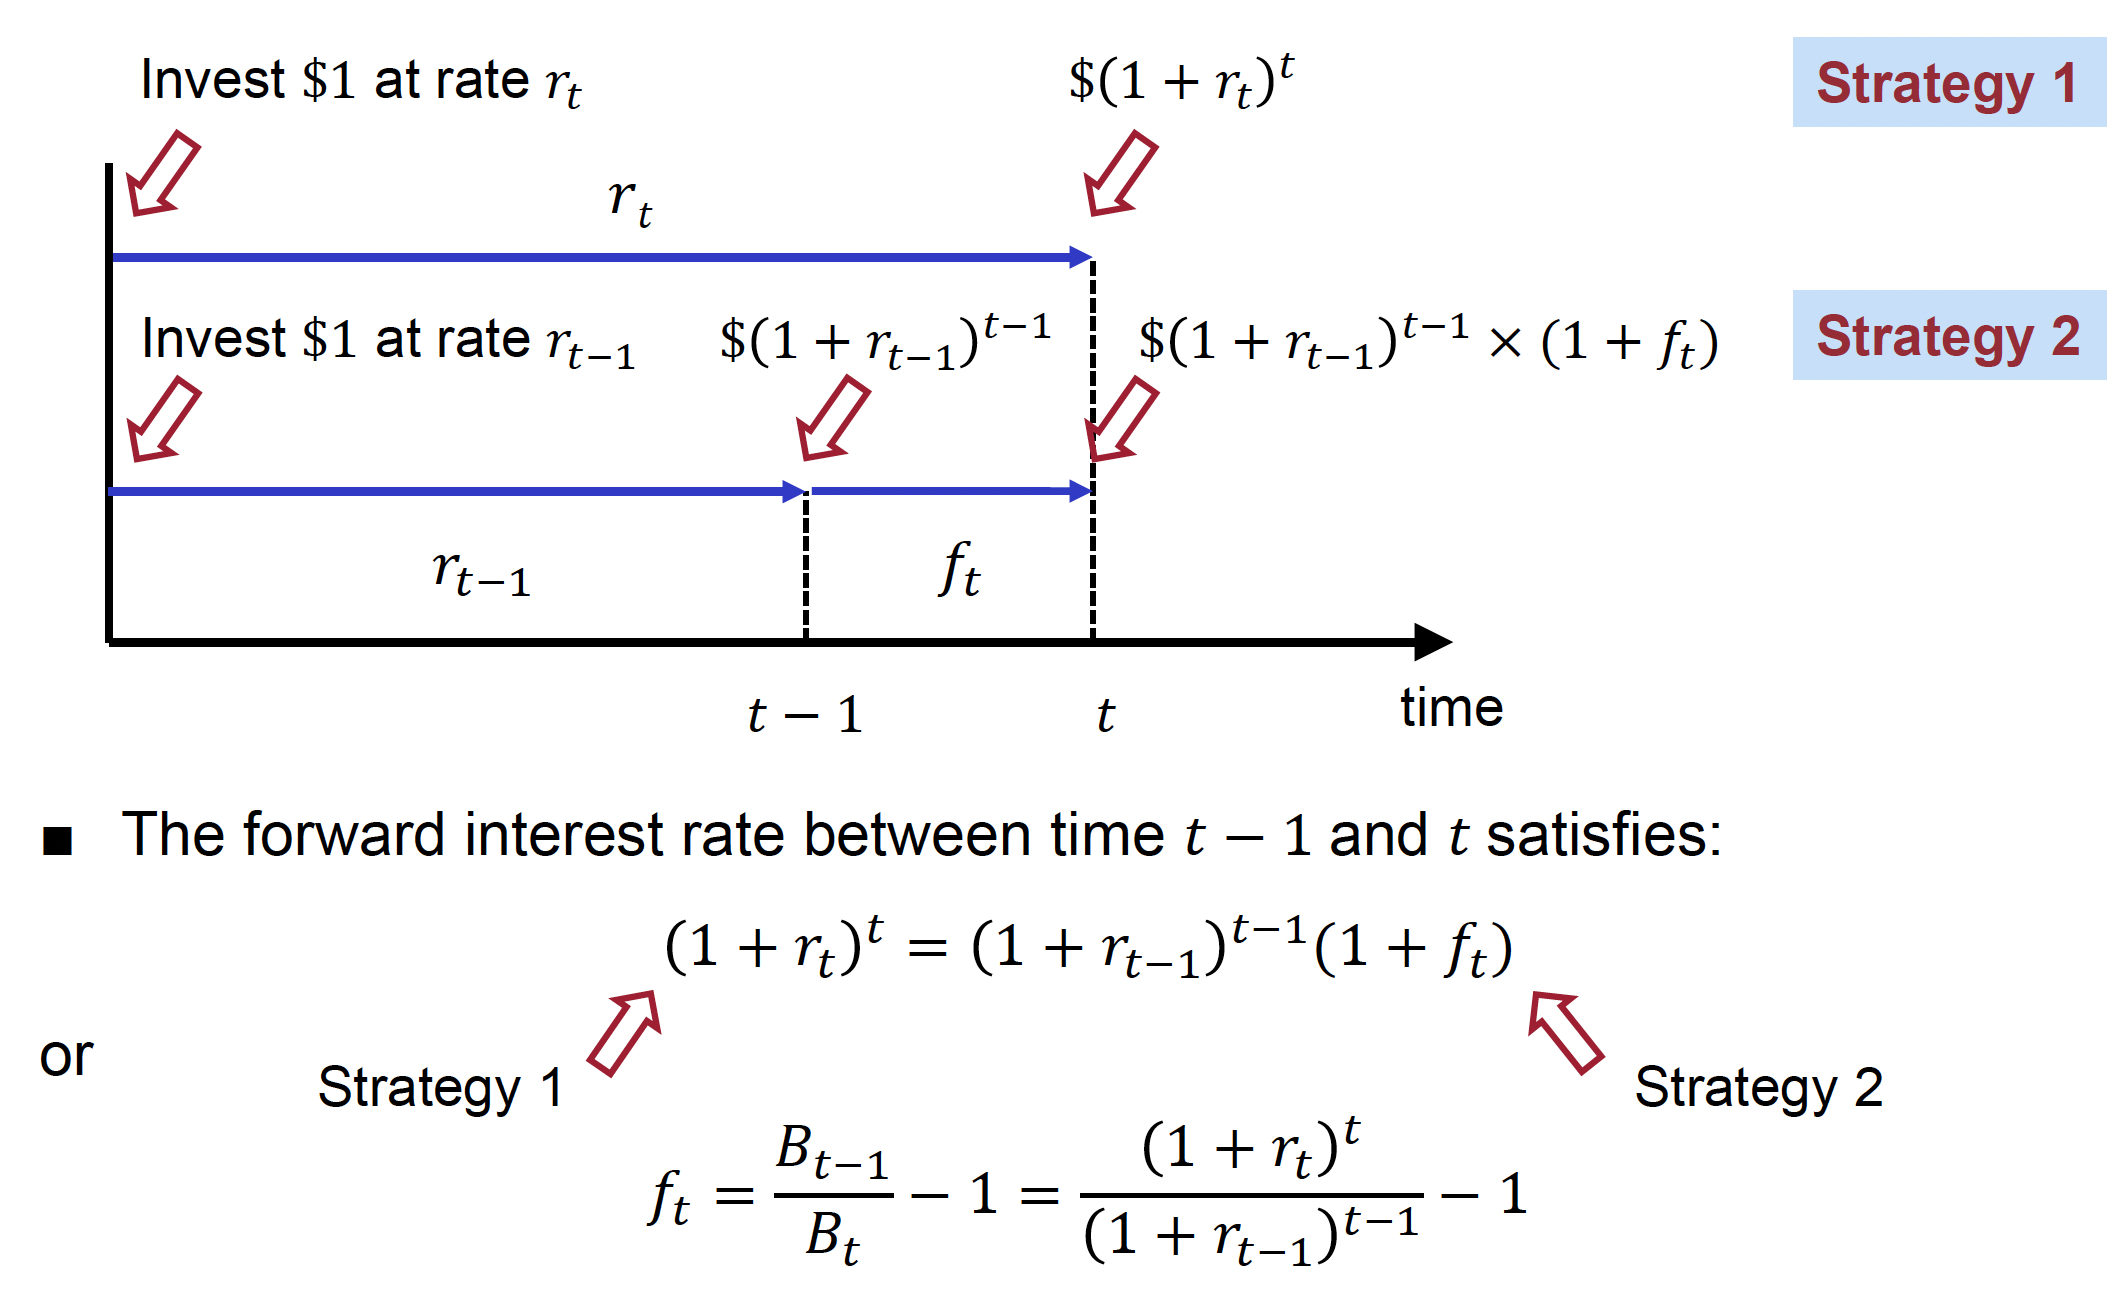 Invest $1 at rate r_t $(1 + r_t)^t Strategy 1
r_t
Invest $1 at rate r_{t−1} $(1 + r_{t−1})^{t−1} $(1 + r_{t−1})^{t−1} × (1 + f_t) Strategy 2
r_{t−1} f_t
t − 1 t time
■ The forward interest rate between time t − 1 and t satisfies:
(1 + r_t)^t = (1 + r_{t−1})^{t−1}(1 + f_t)
or
Strategy 1 Strategy 2
f_t = \frac{B_{t−1}}{B_t} − 1 = \frac{(1 + r_t)^t}{(1 + r_{t−1})^{t−1}} − 1